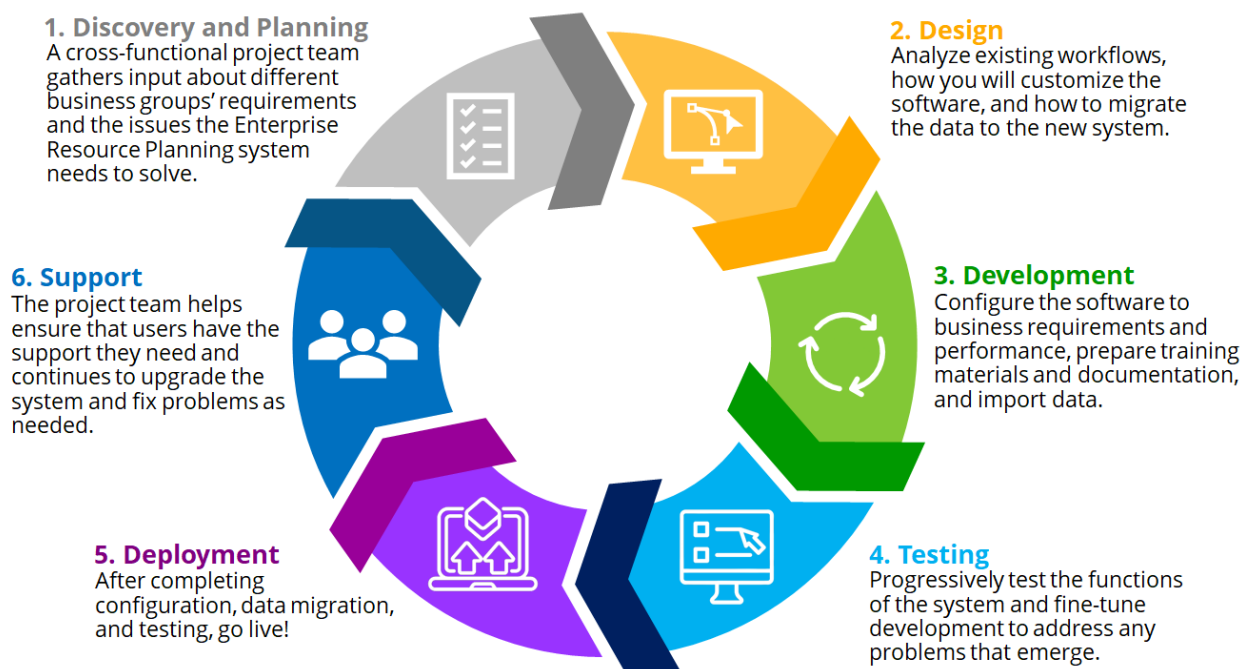 1. Discovery and Planning
A cross-functional project team
gathers input about different
business groups’ requirements
and the issues the Enterprise
Resource Planning system
needs to solve.
2. Design
Analyze existing workflows,
how you will customize the
software, and how to migrate
the data to the new system.
3. Development
Configure the software to
business requirements and
performance, prepare training
materials and documentation,
and import data.
4. Testing
Progressively test the functions
of the system and fine-tune
development to address any
problems that emerge.
5. Deployment
After completing
configuration, data migration,
and testing, go live!
6. Support
The project team helps
ensure that users have the
support they need and
continues to upgrade the
system and fix problems as
needed.